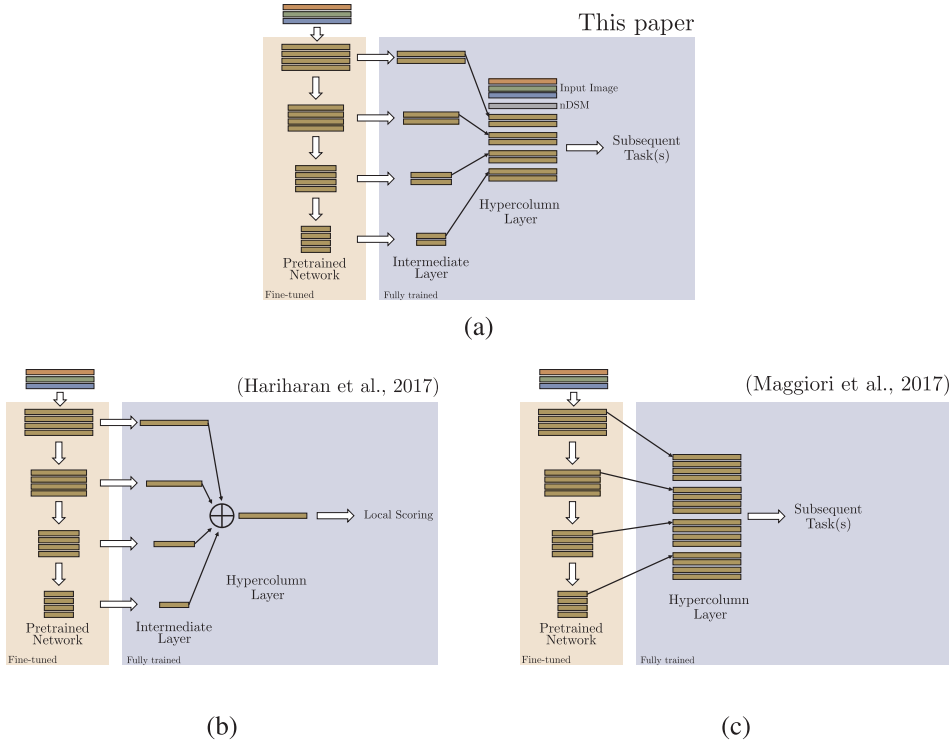 This paper
Input Image
nDSM
Subsequent
Task(s)
Hypercolumn
Layer
Pretrained
Network
Intermediate
Layer
Fine-tuned
Fully trained
(a)
(Hariharan et al., 2017)
Local Scoring
Hypercolumn
Layer
Pretrained
Network
Intermediate
Layer
Fine-tuned
Fully trained
(b)
(Maggiori et al., 2017)
Subsequent
Task(s)
Hypercolumn
Layer
Pretrained
Network
Fine-tuned
Fully trained
(c)